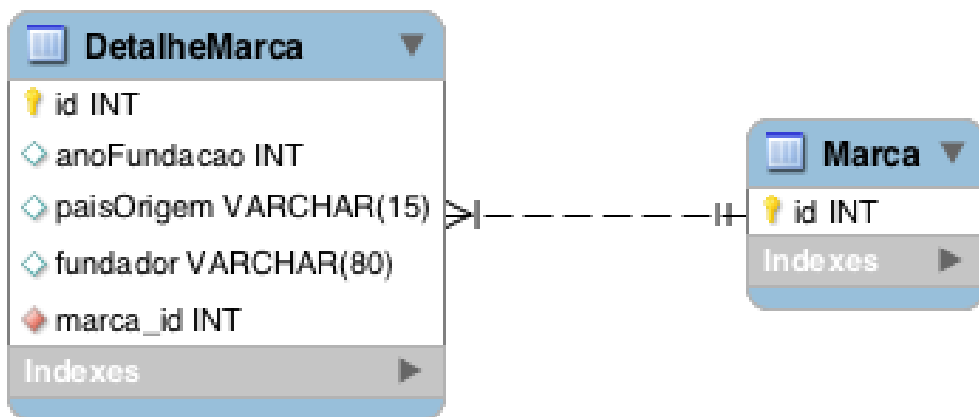 DetalheMarca
id INT
anoFundacao INT
paisOrigem VARCHAR(15)
fundador VARCHAR(80)
marca_id INT
Indexes
Marca
id INT
Indexes